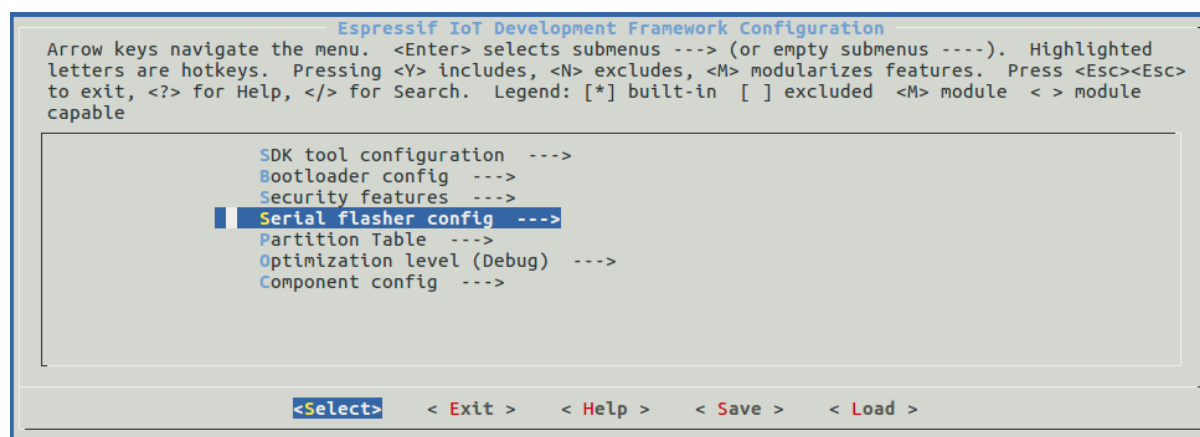 Espressif IoT Development Framework Configuration
Arrow keys navigate the menu.  <Enter> selects submenus ---> (or empty submenus ----).  Highlighted
letters are hotkeys.  Pressing <Y> includes, <N> excludes, <M> modularizes features.  Press <Esc><Esc>
to exit, <?> for Help, </> for Search.  Legend: [*] built-in  [ ] excluded  <M> module  < > module
capable
SDK tool configuration  --->
Bootloader config  --->
Security features  --->
Serial flasher config  --->
Partition Table  --->
Optimization level (Debug)  --->
Component config  --->
<Select>    < Exit >    < Help >    < Save >    < Load >